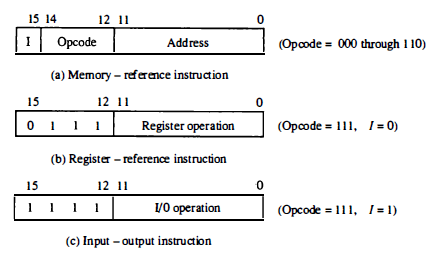 15 14 12 11 0
I Opcode Address (Opcode = 000 through 110)
(a) Memory – reference instruction
15 12 11 0
0 1 1 1 Register operation (Opcode = 111, I = 0)
(b) Register – reference instruction
15 12 11 0
1 1 1 1 I/O operation (Opcode = 111, I = 1)
(c) Input – output instruction